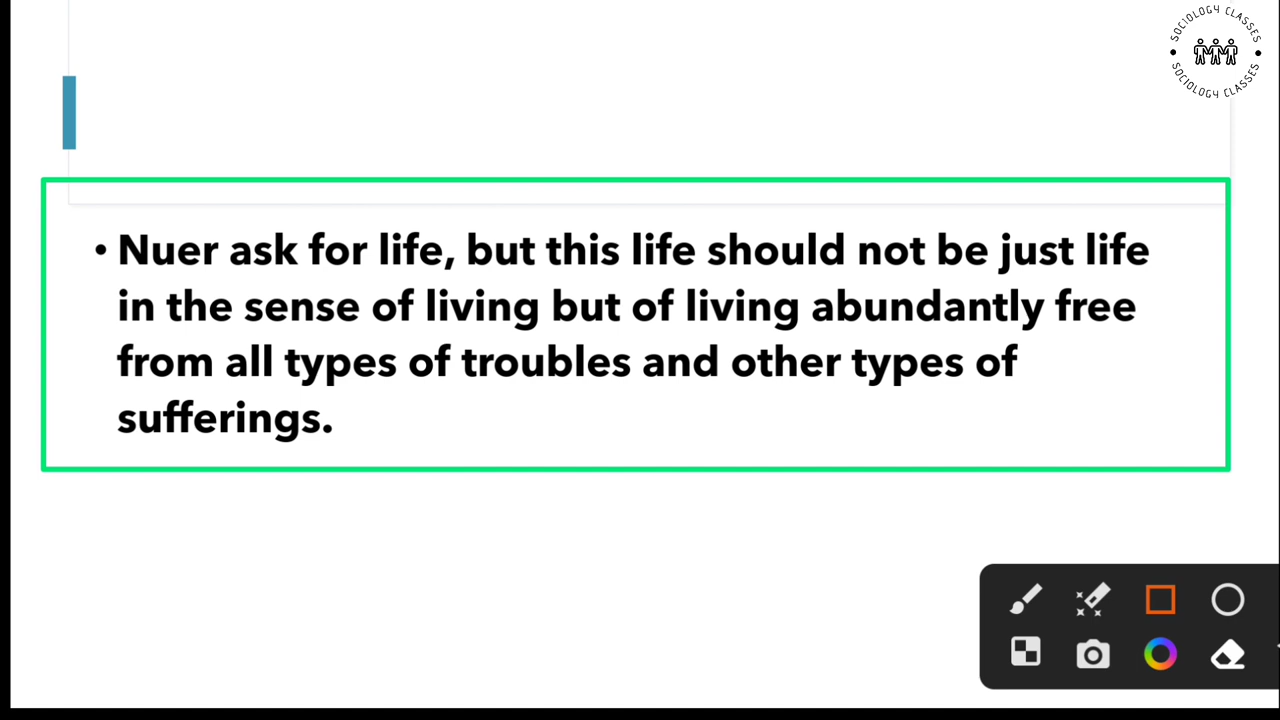 SOCIOLOGY CLASSES
SOCIOLOGY CLASSES
• Nuer ask for life, but this life should not be just life
in the sense of living but of living abundantly free
from all types of troubles and other types of
sufferings.